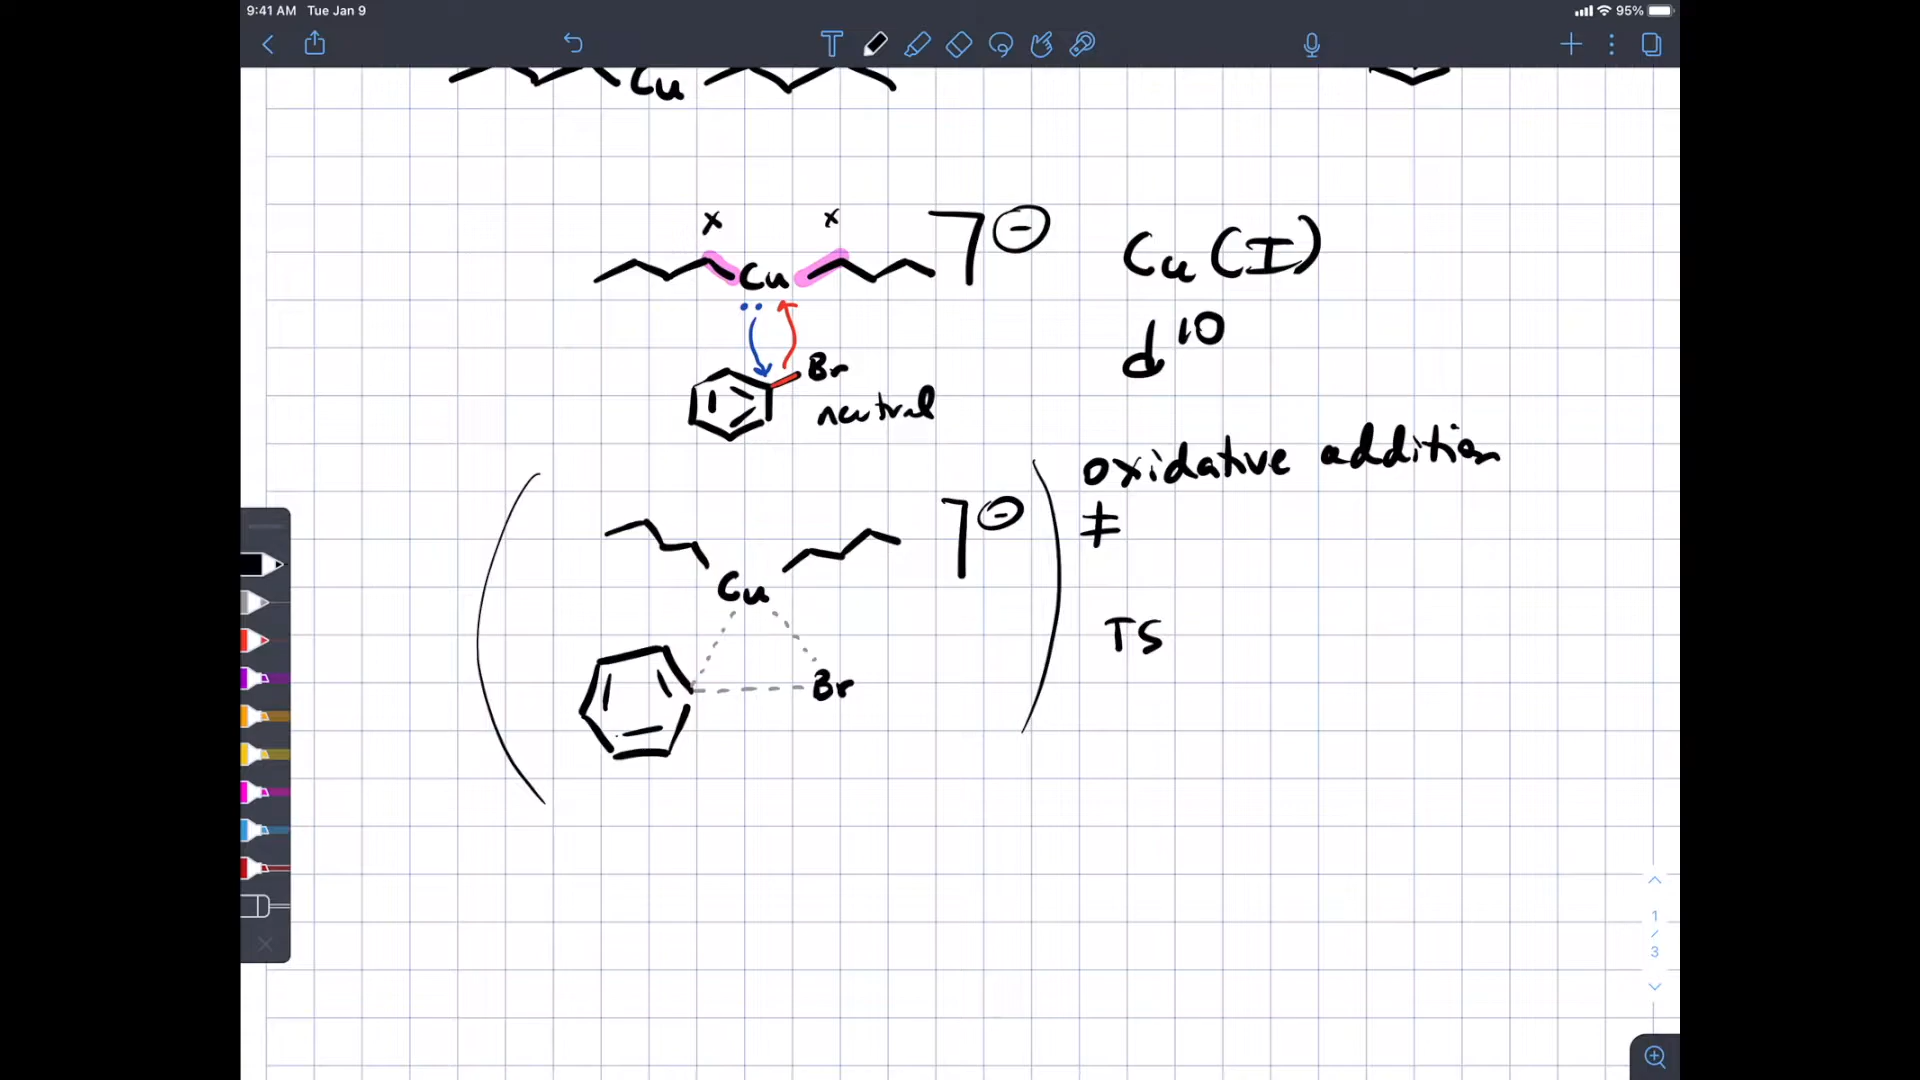 9:41 AM Tue Jan 9
95%
T
Cu
x x
Cu ⊖
Cu (I)
d¹⁰
Br
neutral
oxidative addition
⊖
‡
Cu
TS
Br
1
/
3